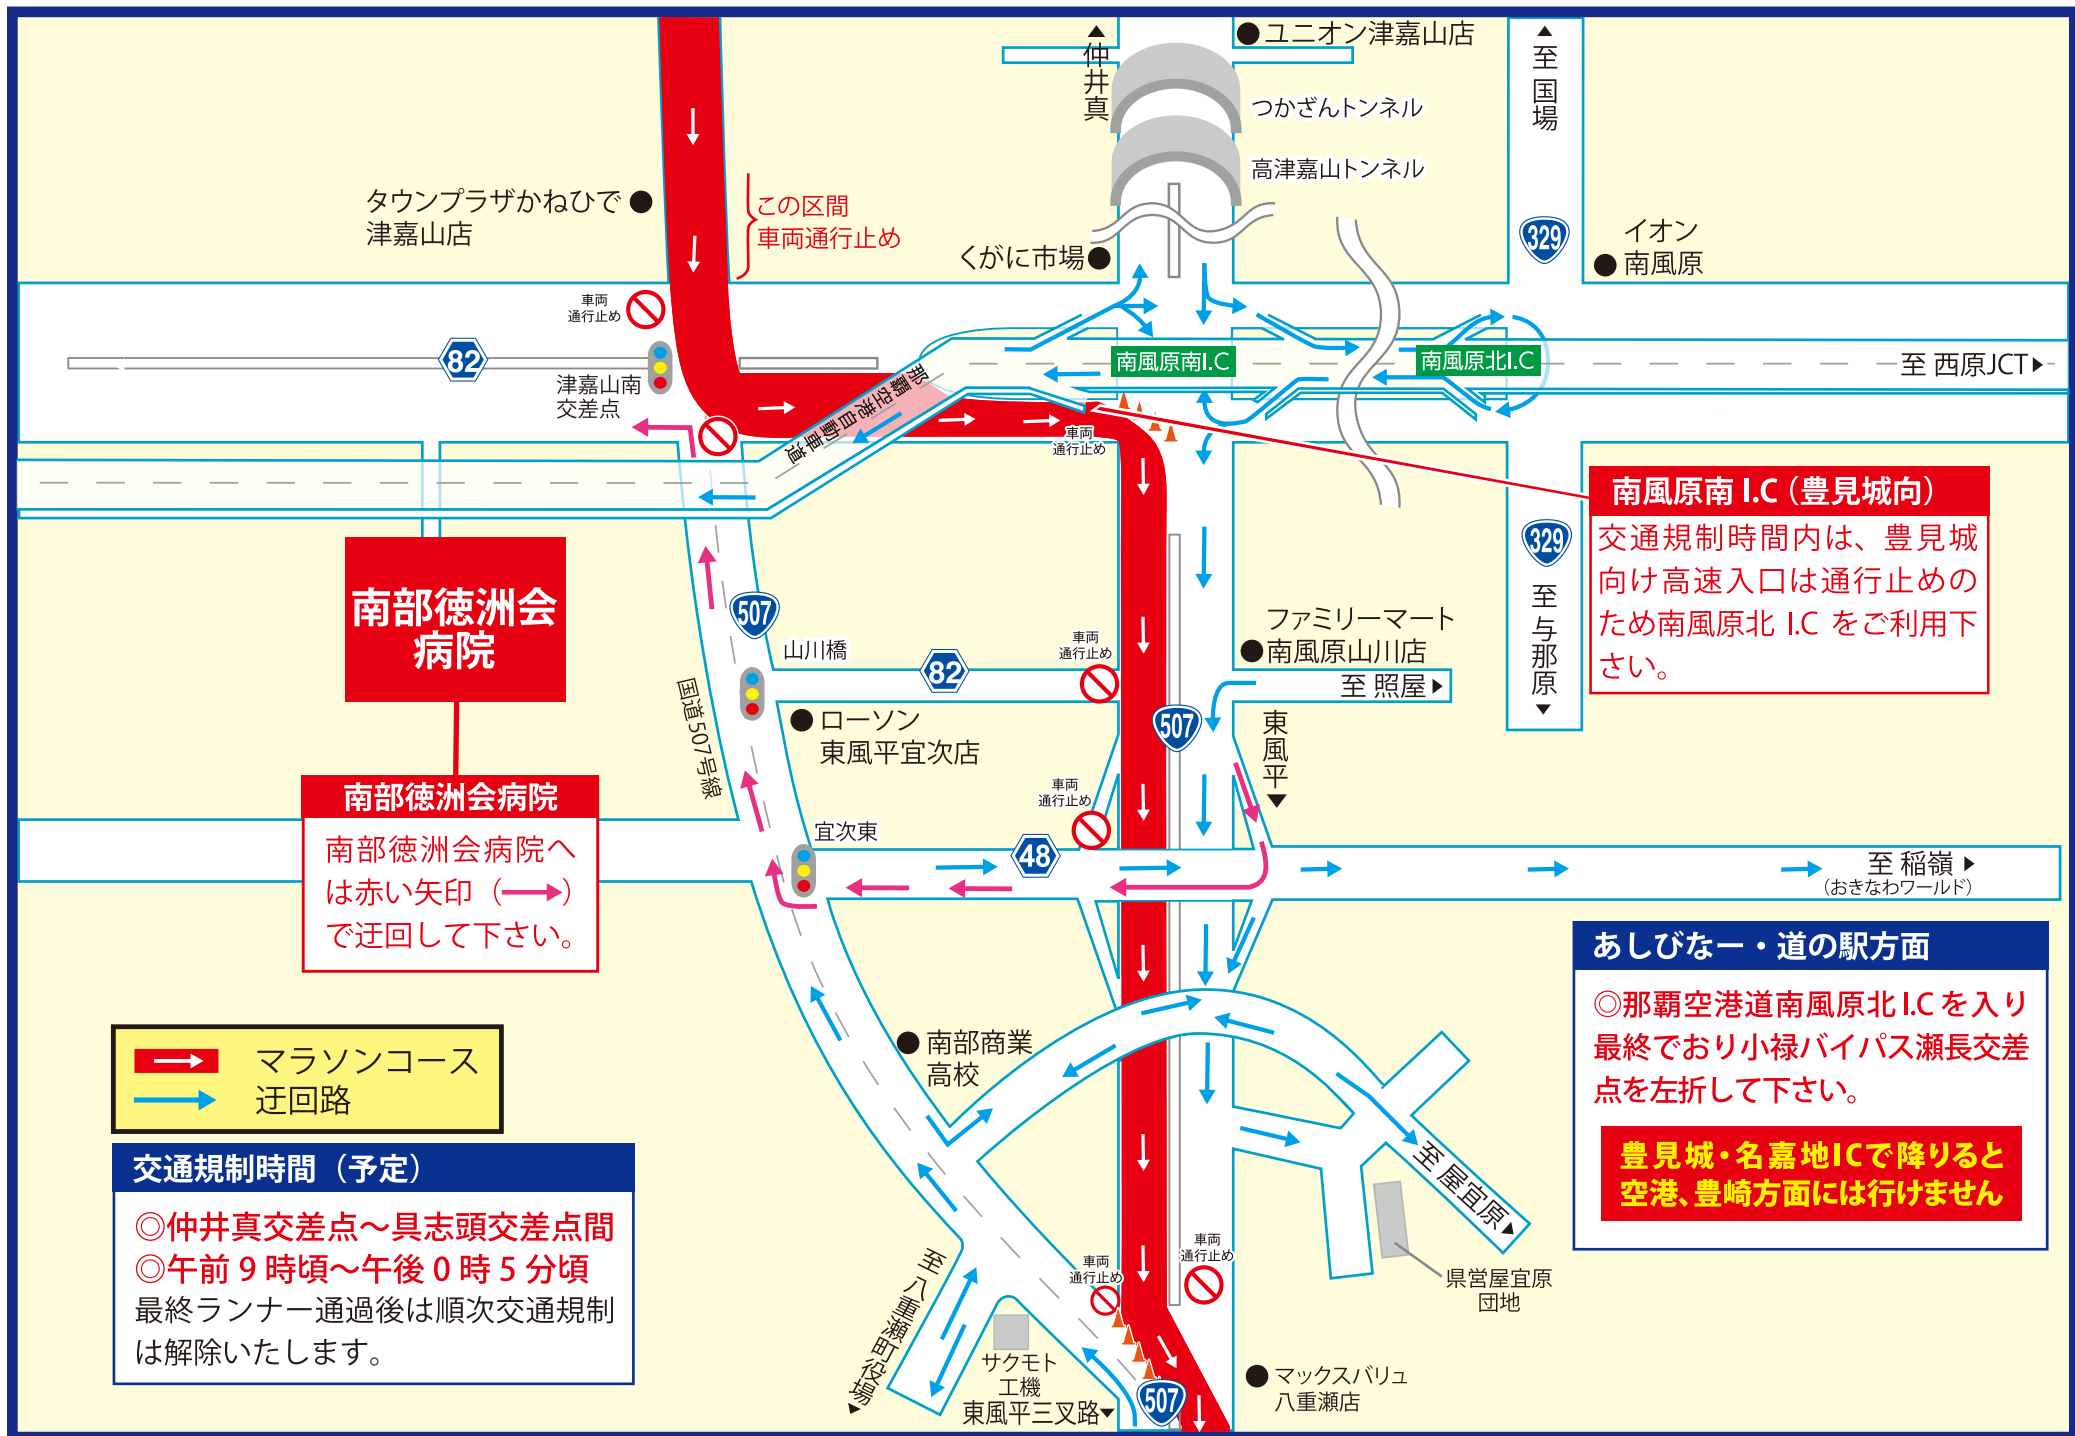 仲井真
ユニオン津嘉山店
至 国場
つかざんトンネル
高津嘉山トンネル
タウンプラザかねひで
津嘉山店
この区間
車両通行止め
くがに市場
329
イオン
南風原
車両
通行止め
82
津嘉山南
交差点
那覇空港自動車道
南風原南I.C
南風原北I.C
至 西原JCT
車両
通行止め
南風原南 I.C（豊見城向）
交通規制時間内は、豊見城
向け高速入口は通行止めの
ため南風原北 I.C をご利用下
さい。
329
至 与那原
南部徳洲会
病院
507
山川橋
82
車両
通行止め
ファミリーマート
南風原山川店
至 照屋
国道507号線
ローソン
東風平宜次店
507
東風平
南部徳洲会病院
南部徳洲会病院へ
は赤い矢印（　　）
で迂回して下さい。
宜次東
48
車両
通行止め
至 稲嶺
（おきなわワールド）
あしびなー・道の駅方面
◎那覇空港道南風原北I.Cを入り
最終でおり小禄バイパス瀬長交差
点を左折して下さい。
豊見城・名嘉地ICで降りると
空港、豊崎方面には行けません
マラソンコース
迂回路
南部商業
高校
交通規制時間（予定）
◎仲井真交差点〜具志頭交差点間
◎午前 9 時頃〜午後 0 時 5 分頃
最終ランナー通過後は順次交通規制
は解除いたします。
至 屋宜原
県営屋宜原
団地
至 八重瀬町役場
車両
通行止め
車両
通行止め
サクモト
工機
東風平三叉路
507
マックスバリュ
八重瀬店